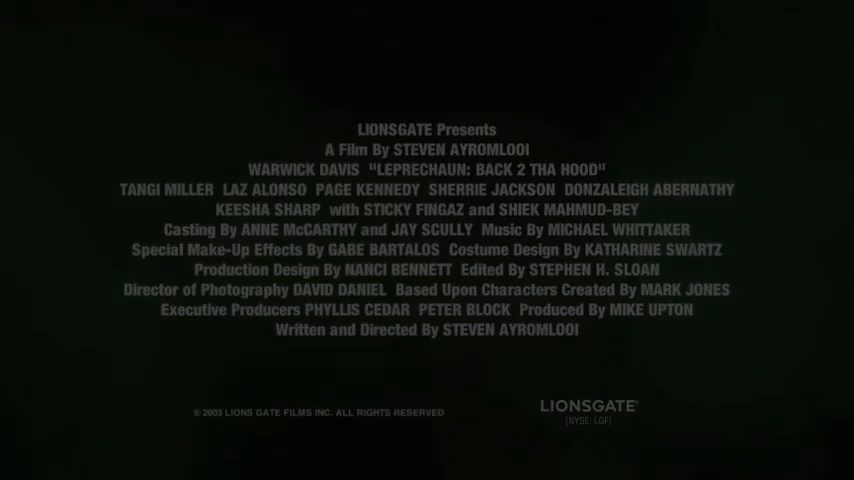 LIONSGATE Presents
A Film By STEVEN AYROMLOOI
WARWICK DAVIS "LEPRECHAUN: BACK 2 THA HOOD"
TANGI MILLER LAZ ALONSO PAGE KENNEDY SHERRIE JACKSON DONZALEIGH ABERNATHY
KEESHA SHARP with STICKY FINGAZ and SHIEK MAHMUD-BEY
Casting By ANNE McCARTHY and JAY SCULLY Music By MICHAEL WHITTAKER
Special Make-Up Effects By GABE BARTALOS Costume Design By KATHARINE SWARTZ
Production Design By NANCI BENNETT Edited By STEPHEN H. SLOAN
Director of Photography DAVID DANIEL Based Upon Characters Created By MARK JONES
Executive Producers PHYLLIS CEDAR PETER BLOCK Produced By MIKE UPTON
Written and Directed By STEVEN AYROMLOOI
© 2003 LIONS GATE FILMS INC. ALL RIGHTS RESERVED
LIONSGATE
(NYSE: LGF)